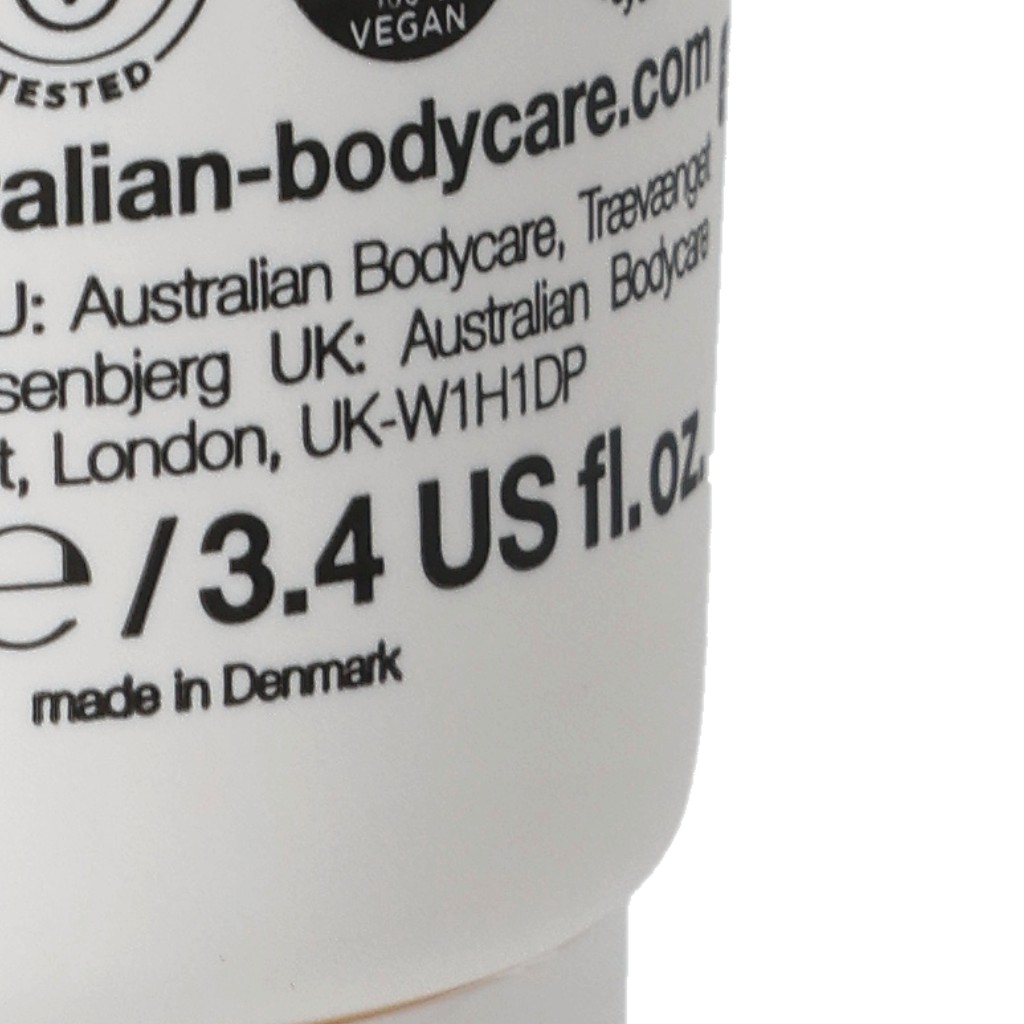 TESTED
VEGAN
alian-bodycare.com
U: Australian Bodycare, Trævænget
senbjerg UK: Australian Bodycare
t, London, UK-W1H1DP
e / 3.4 US fl. oz.
made in Denmark